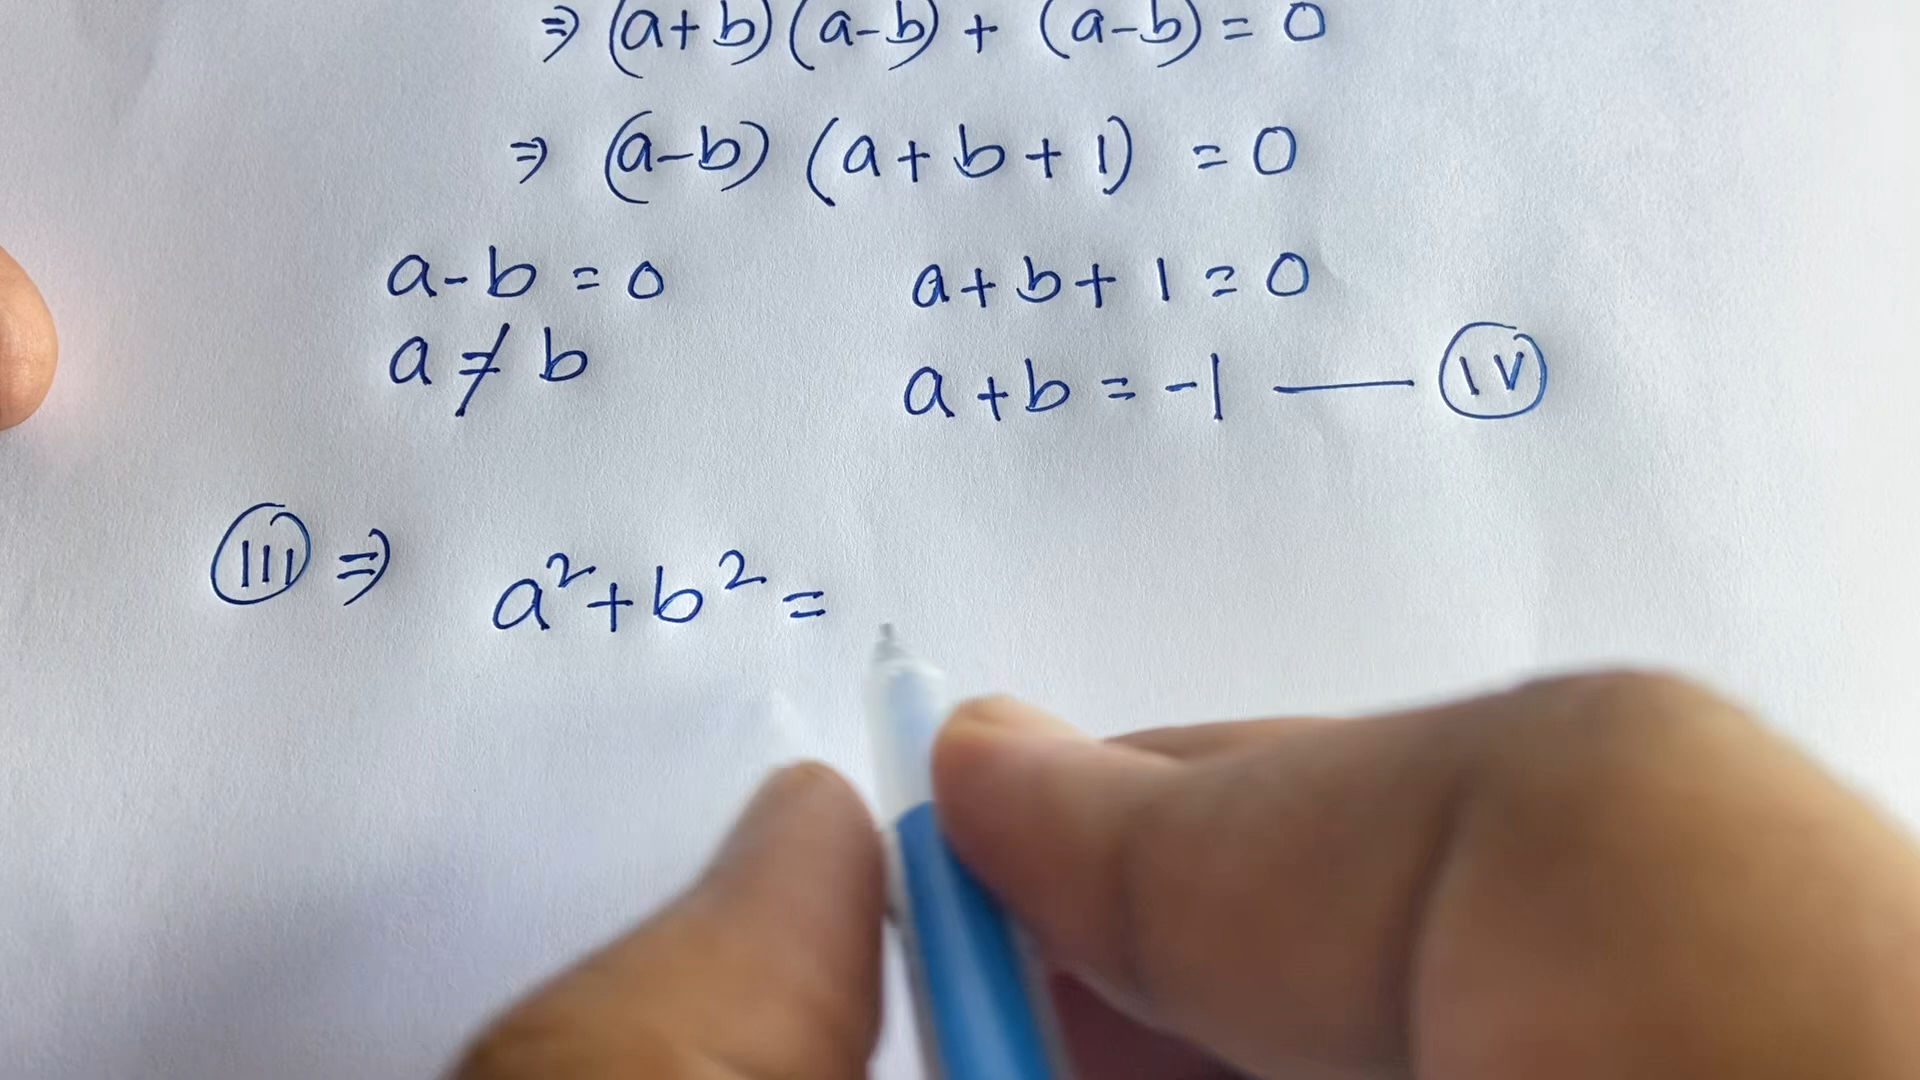 ⇒ (a+b)(a-b) + (a-b) = 0
⇒ (a-b) (a+b+1) = 0
a-b = 0 a+b+1 = 0
a ≠ b a+b = -1 — IV
III ⇒ a²+b² =